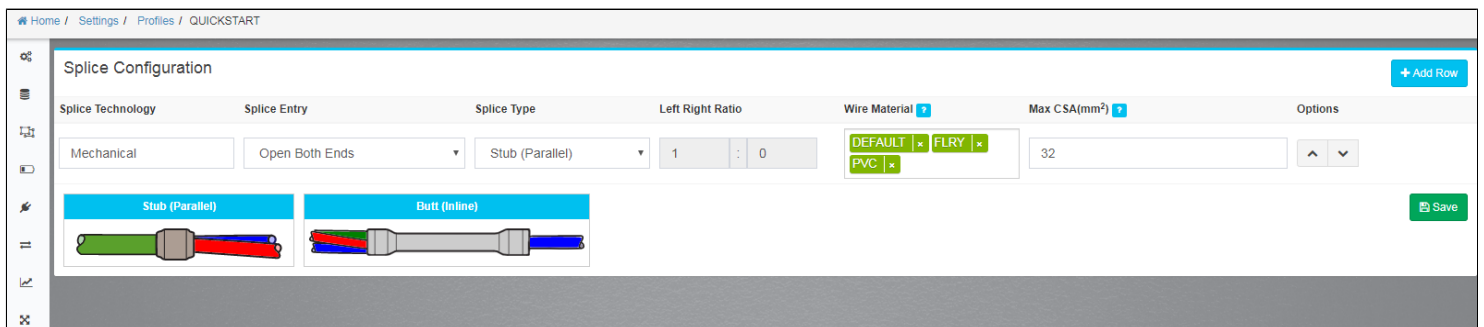 Home / Settings / Profiles / QUICKSTART
Splice Configuration
+ Add Row
Splice Technology Splice Entry Splice Type Left Right Ratio Wire Material ? Max CSA(mm²) ? Options
Mechanical Open Both Ends Stub (Parallel) 1 : 0 DEFAULT × FLRY × 32
PVC ×
Stub (Parallel) Butt (Inline) Save